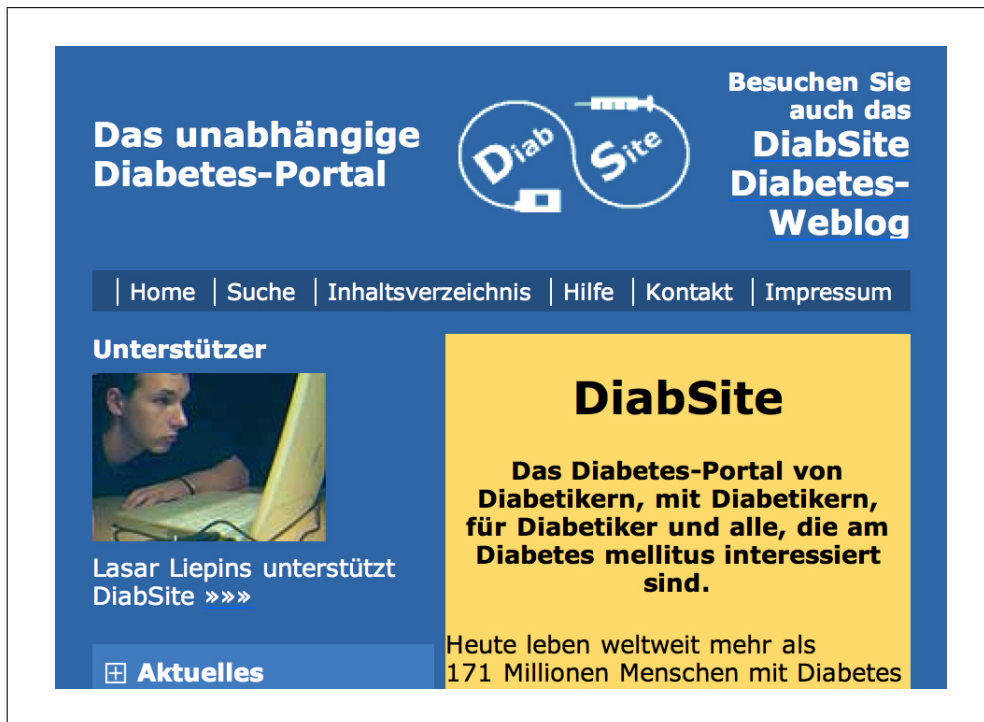 Das unabhängige
Diabetes-Portal
Diab
Site
Besuchen Sie
auch das
DiabSite
Diabetes-
Weblog
Home Suche Inhaltsverzeichnis Hilfe Kontakt Impressum
Unterstützer
Lasar Liepins unterstützt
DiabSite »»»
Aktuelles
DiabSite
Das Diabetes-Portal von
Diabetikern, mit Diabetikern,
für Diabetiker und alle, die am
Diabetes mellitus interessiert
sind.
Heute leben weltweit mehr als
171 Millionen Menschen mit Diabetes